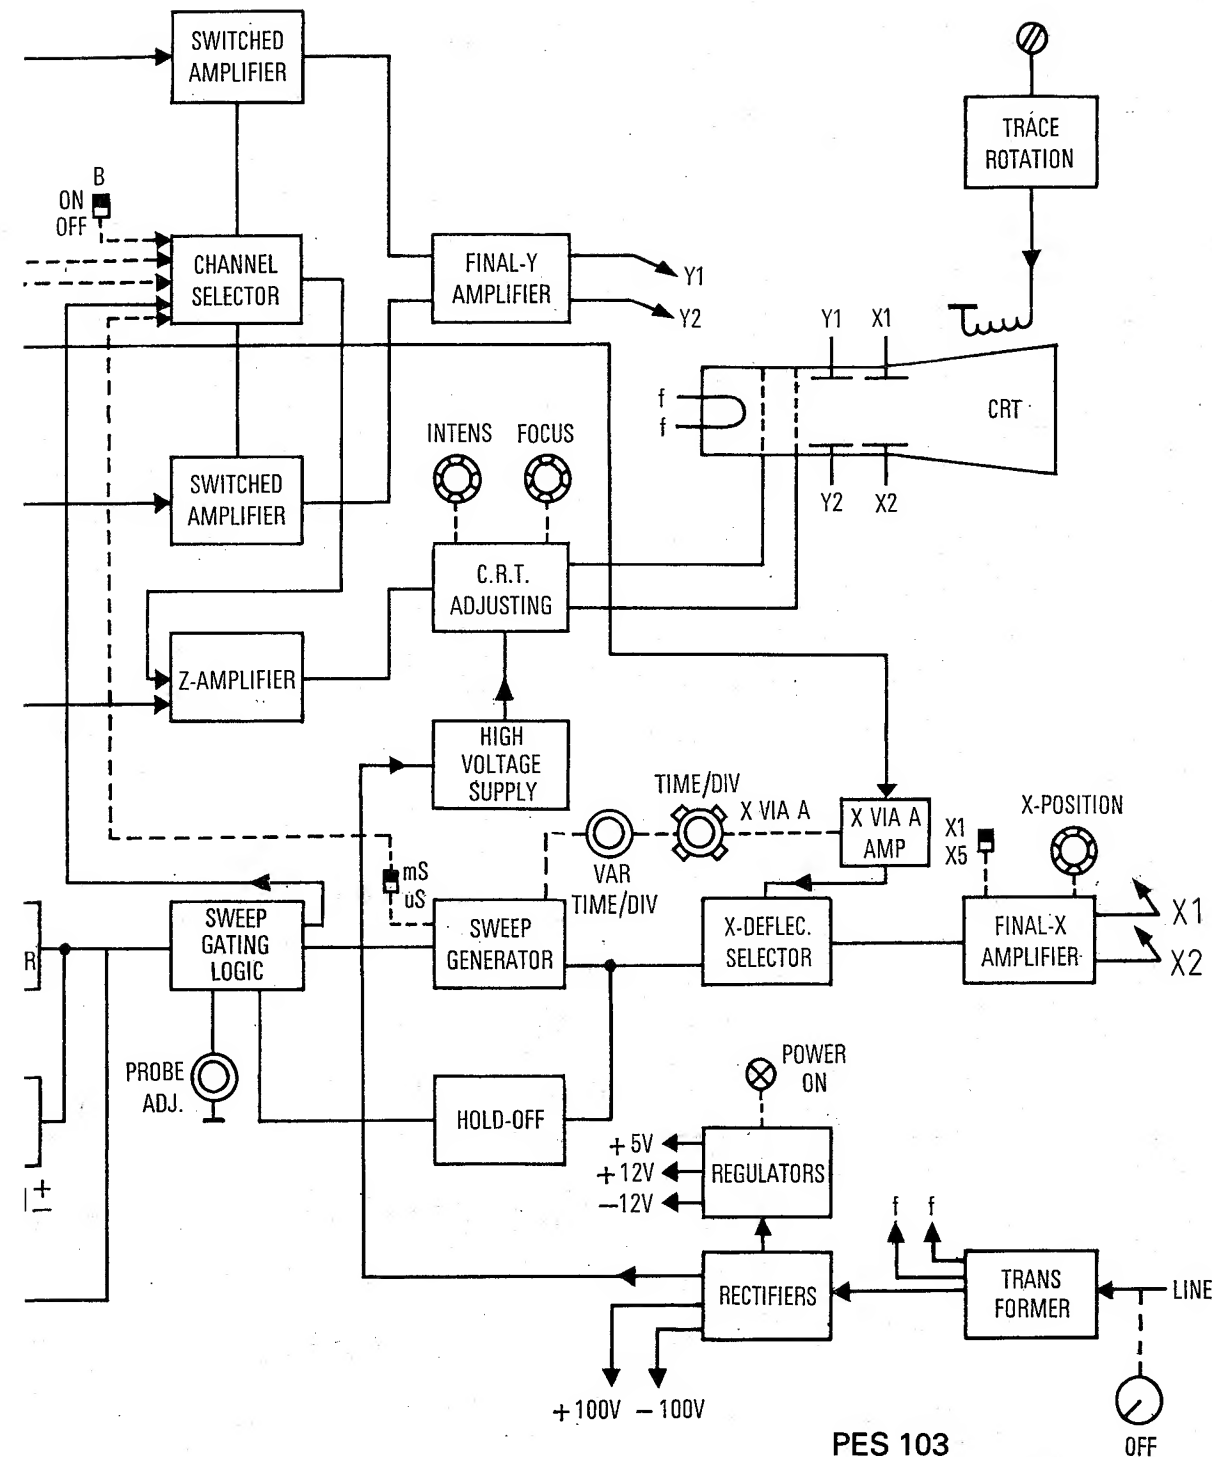 SWITCHED
AMPLIFIER
TRACE
ROTATION
B
ON
OFF
CHANNEL
SELECTOR
FINAL-Y
AMPLIFIER
Y1
Y2
Y1 X1
f
f
CRT
Y2 X2
INTENS FOCUS
SWITCHED
AMPLIFIER
C.R.T.
ADJUSTING
Z-AMPLIFIER
HIGH
VOLTAGE
SUPPLY
TIME/DIV
X VIA A
VAR
TIME/DIV
X VIA A
AMP
X1
X5
X-POSITION
mS
uS
R
SWEEP
GATING
LOGIC
SWEEP
GENERATOR
X-DEFLEC.
SELECTOR
FINAL-X
AMPLIFIER
X1
X2
PROBE
ADJ.
HOLD-OFF
POWER
ON
+5V
+12V
−12V
REGULATORS
+
−
f f
RECTIFIERS
TRANS
FORMER
LINE
+100V −100V
OFF
PES 103